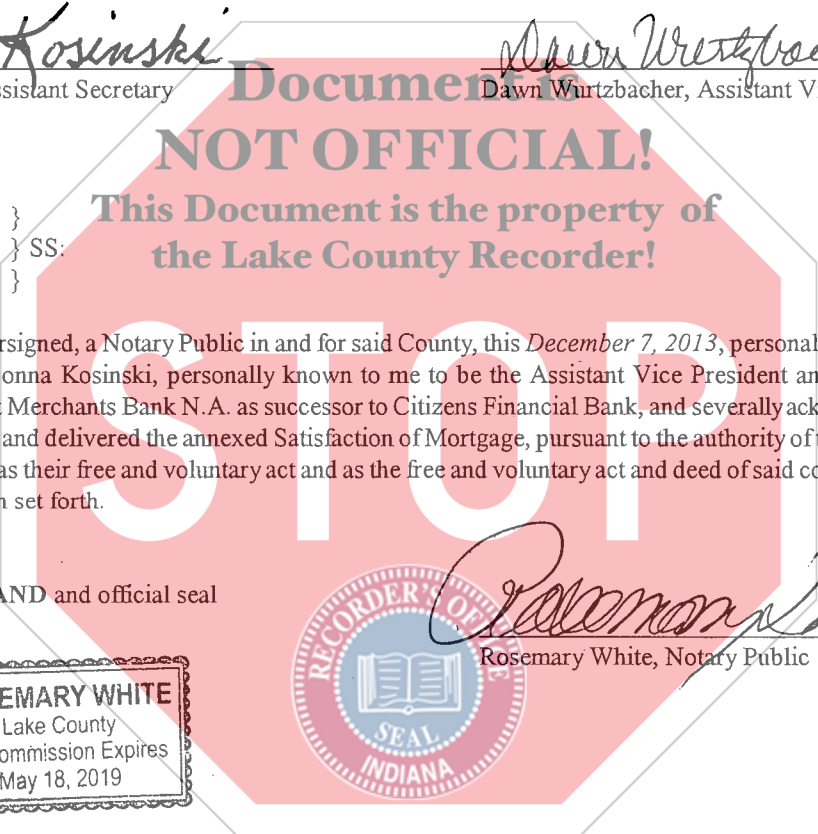 Kosinski
Dawn Wurtzbac
ssistant Secretary
Dawn Wurtzbacher, Assistant Vi
Document is
NOT OFFICIAL!
This Document is the property of
the Lake County Recorder!
}
} SS:
}
STOP
rsigned, a Notary Public in and for said County, this December 7, 2013, personal
onna Kosinski, personally known to me to be the Assistant Vice President an
t Merchants Bank N.A. as successor to Citizens Financial Bank, and severally ack
and delivered the annexed Satisfaction of Mortgage, pursuant to the authority of
as their free and voluntary act and as the free and voluntary act and deed of said co
n set forth.
AND and official seal
Rosemary White, Notary Public
RECORDER'S OFFICE
SEAL
INDIANA
EMARY WHITE
Lake County
ommission Expires
May 18, 2019